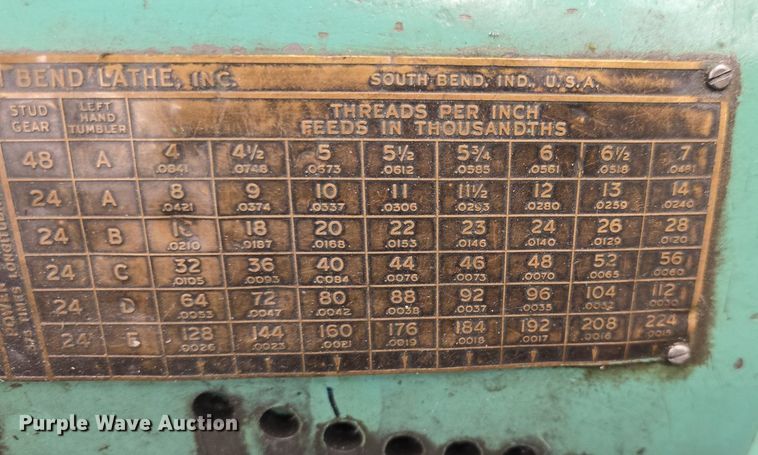 BEND LATHE, INC. SOUTH BEND, IND., U.S.A.
STUD GEAR LEFT HAND TUMBLER THREADS PER INCH
FEEDS IN THOUSANDTHS
48 A 4 4½ 5 5½ 5¾ 6 6½ 7
.0841 .0748 .0673 .0612 .0585 .0561 .0518 .0481
24 A 8 9 10 11 11½ 12 13 14
.0421 .0374 .0337 .0306 .0293 .0280 .0259 .0240
24 B 18 20 22 23 24 26 28
.0210 .0187 .0168 .0153 .0146 .0140 .0129 .0120
24 C 32 36 40 44 46 48 52 56
.0105 .0093 .0084 .0076 .0073 .0070 .0065 .0060
24 D 64 72 80 88 92 96 104 112
.0053 .0047 .0042 .0038 .0037 .0035 .0032 .0030
24 E 128 144 160 176 184 192 208 224
.0026 .0023 .0021 .0019 .0018 .0017 .0016 .0015
Purple Wave Auction